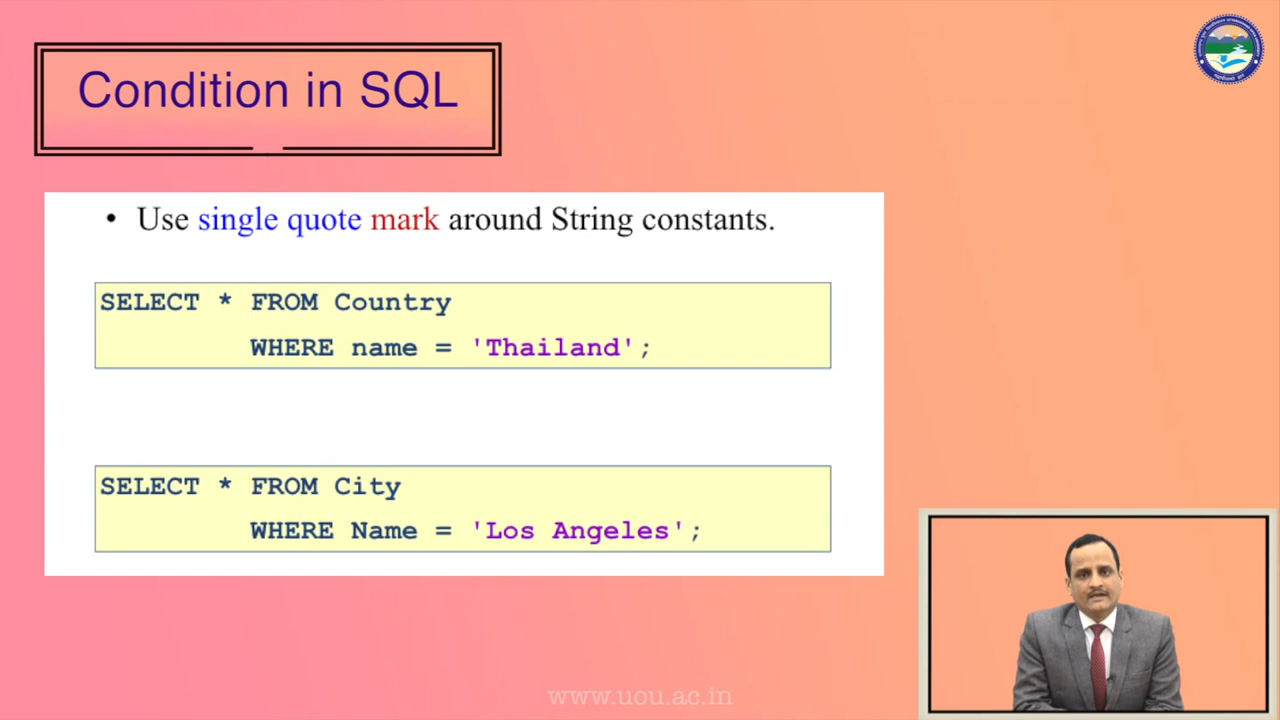 Condition in SQL
• Use single quote mark around String constants.
SELECT * FROM Country
WHERE name = 'Thailand';
SELECT * FROM City
WHERE Name = 'Los Angeles';
www.uou.ac.in